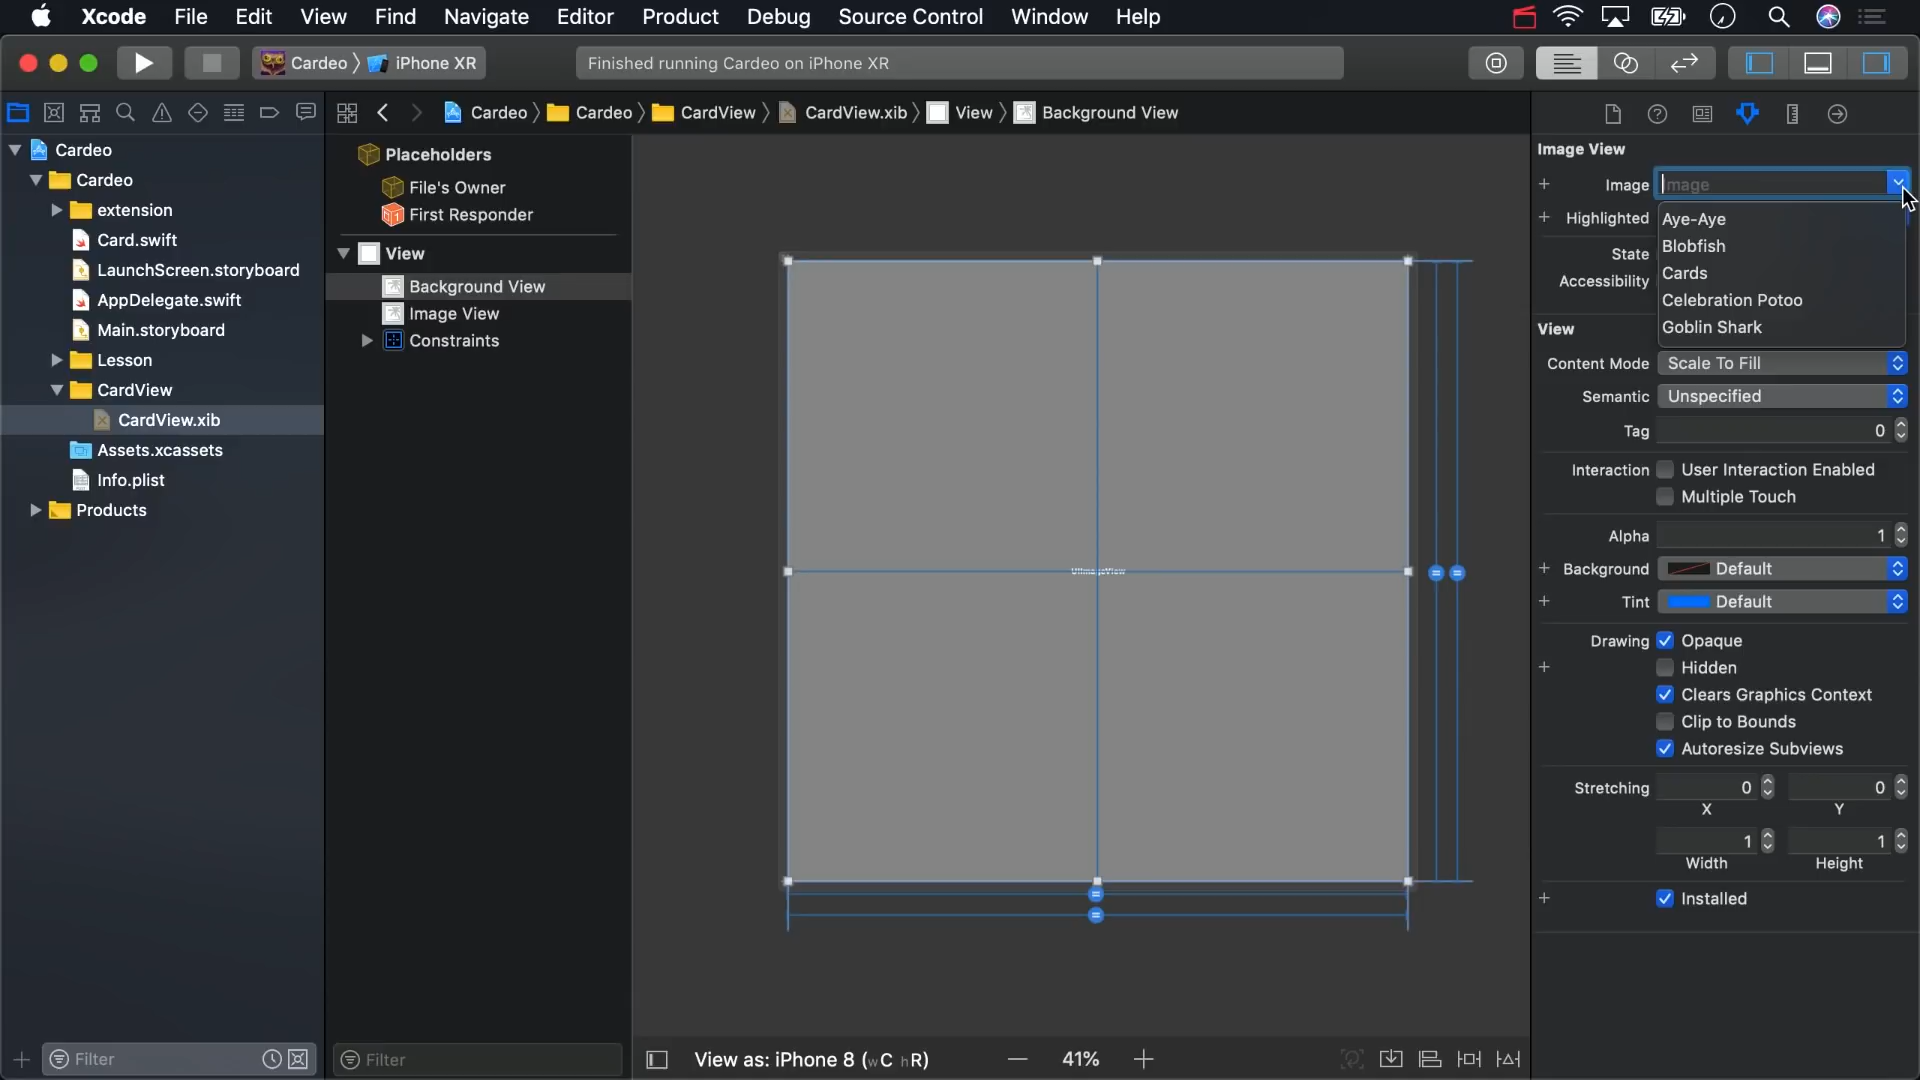 Xcode File Edit View Find Navigate Editor Product Debug Source Control Window Help
Cardeo iPhone XR
Finished running Cardeo on iPhone XR
Cardeo Cardeo CardView CardView.xib View Background View
Cardeo
Cardeo
extension
Card.swift
LaunchScreen.storyboard
AppDelegate.swift
Main.storyboard
Lesson
CardView
CardView.xib
Assets.xcassets
Info.plist
Products
Filter
Placeholders
File's Owner
First Responder
View
Background View
Image View
Constraints
Filter
UIImageView
View as: iPhone 8 (wC hR)
41%
Image View
Image Image
Highlighted
Aye-Aye
Blobfish
Cards
Celebration Potoo
Goblin Shark
State
Accessibility
View
Content Mode Scale To Fill
Semantic Unspecified
Tag 0
Interaction User Interaction Enabled
Multiple Touch
Alpha 1
Background Default
Tint Default
Drawing Opaque
Hidden
Clears Graphics Context
Clip to Bounds
Autoresize Subviews
Stretching 0 0
X Y
1 1
Width Height
Installed